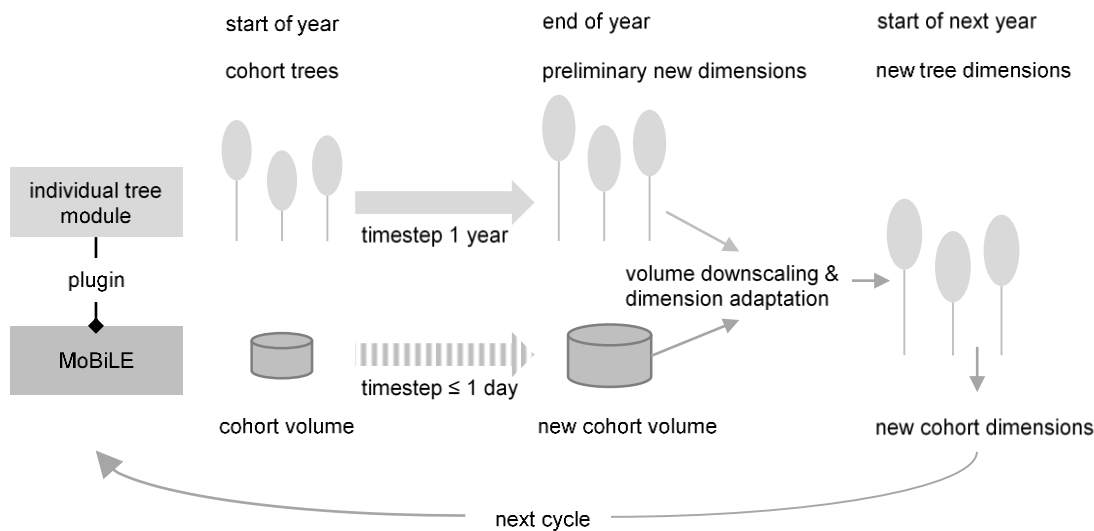 start of year
end of year
start of next year
cohort trees
preliminary new dimensions
new tree dimensions
individual tree
module
timestep 1 year
plugin
volume downscaling &
dimension adaptation
MoBiLE
timestep ≤ 1 day
cohort volume
new cohort volume
new cohort dimensions
next cycle